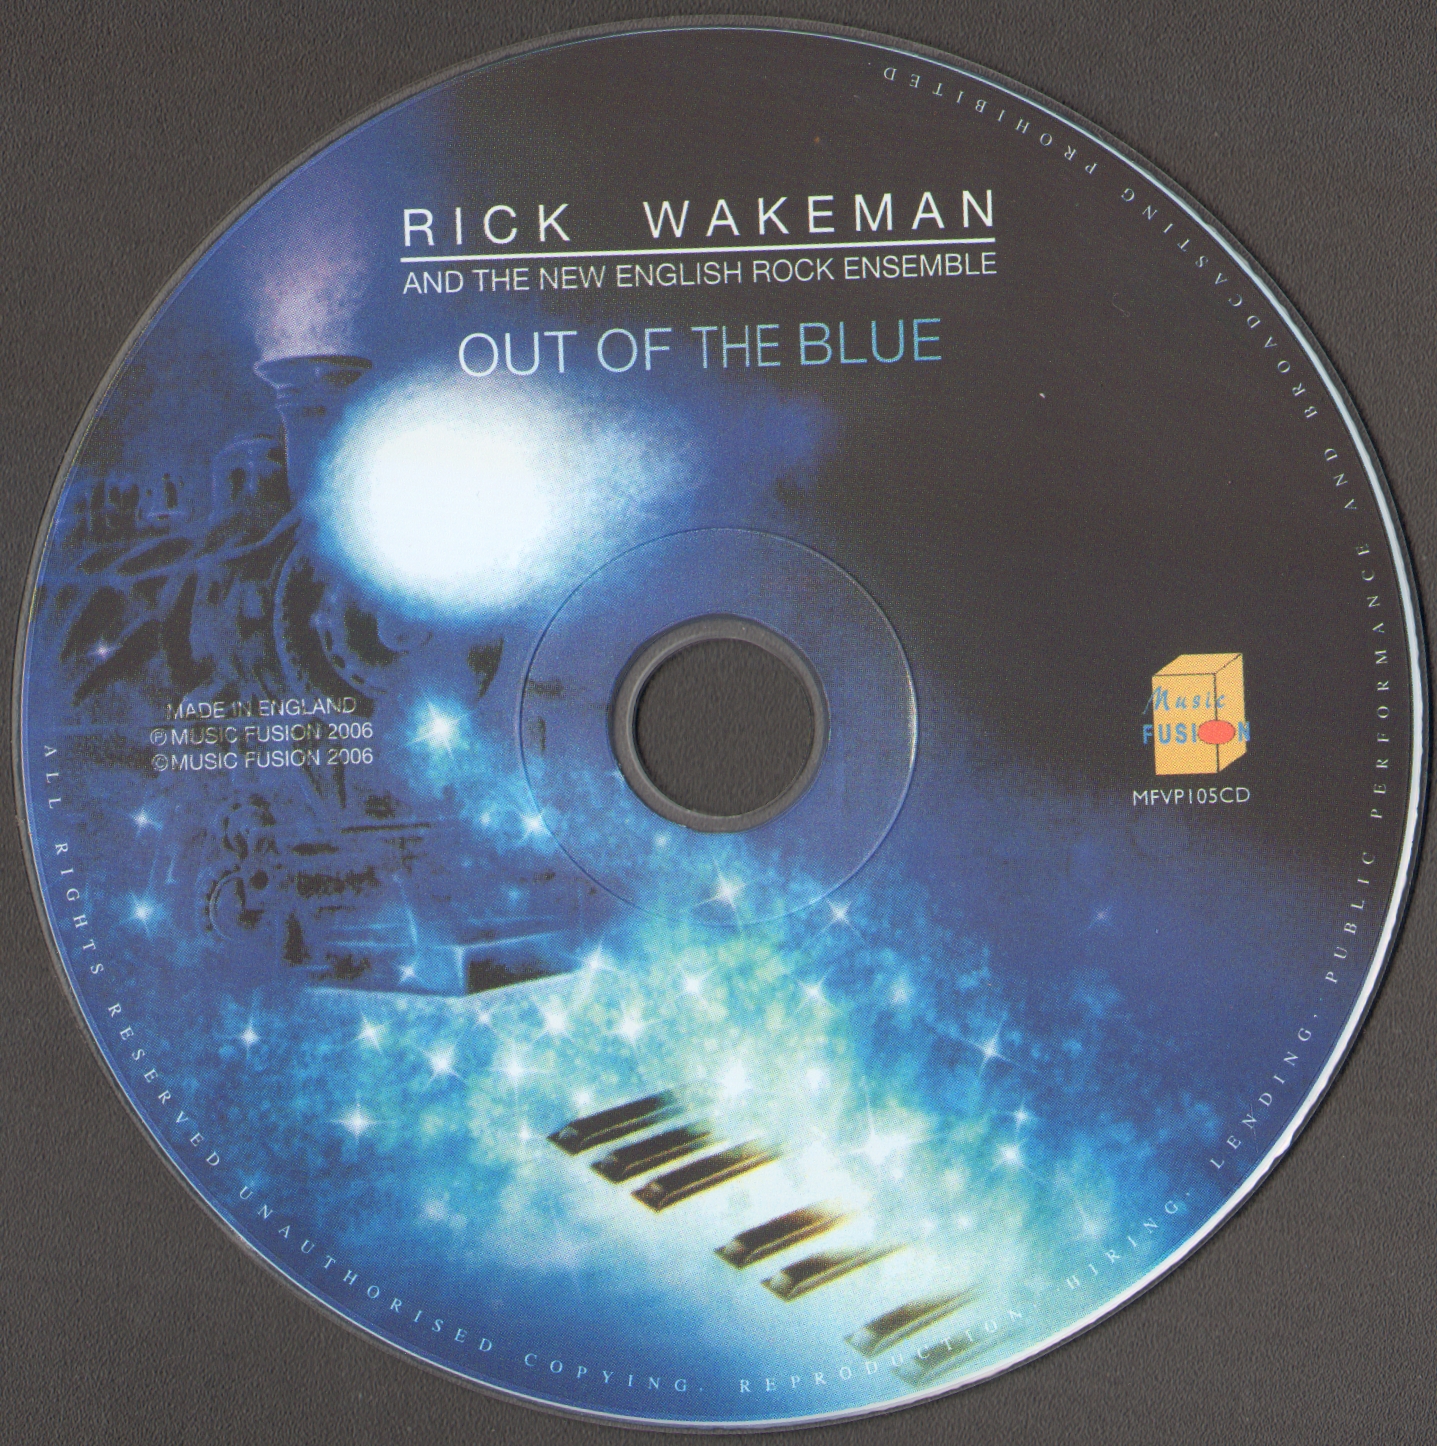 RICK WAKEMAN
AND THE NEW ENGLISH ROCK ENSEMBLE
OUT OF THE BLUE
MADE IN ENGLAND
℗ MUSIC FUSION 2006
© MUSIC FUSION 2006
Music
FUSION
MFVP105CD
ALL RIGHTS RESERVED UNAUTHORISED COPYING, REPRODUCTION, HIRING, LENDING, PUBLIC PERFORMANCE AND BROADCASTING PROHIBITED.